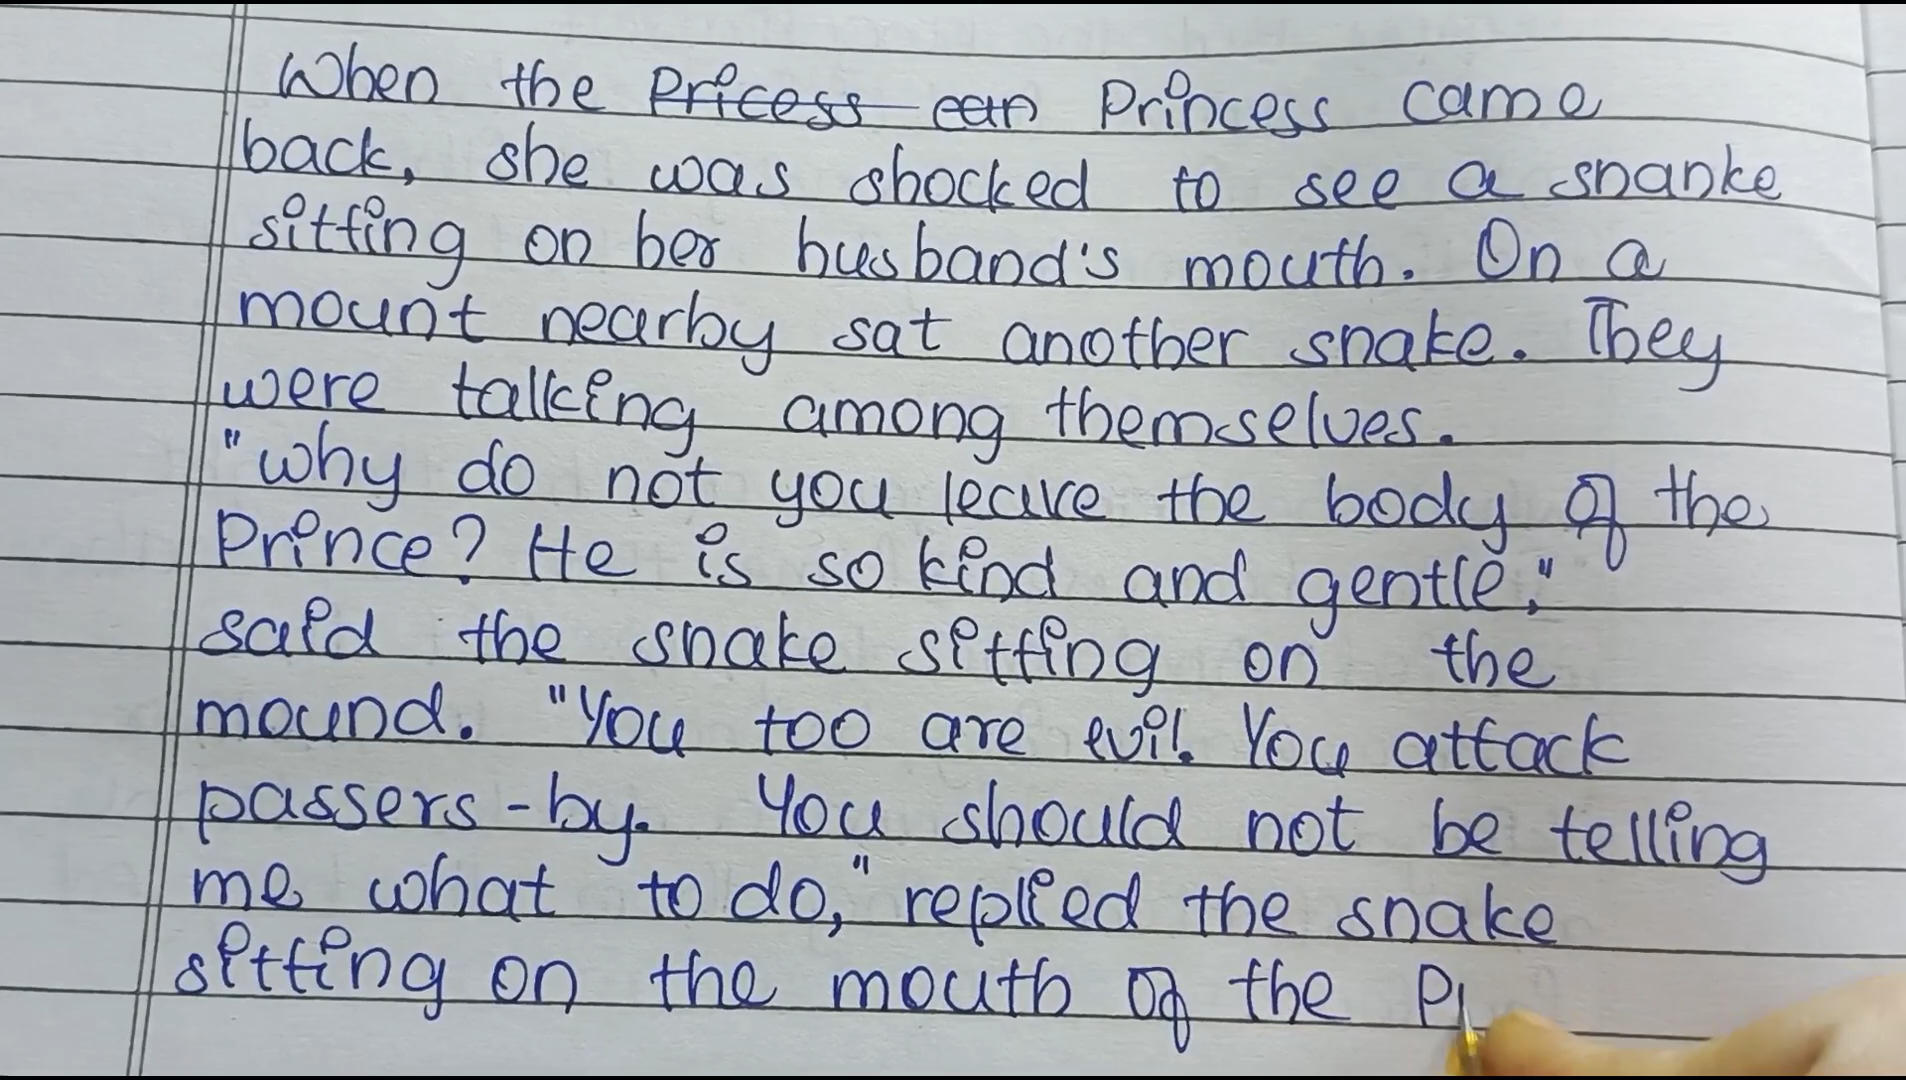 When the Pricess can Princess came
back, she was shocked to see a snanke
sitting on her husband's mouth. On a
mount nearby sat another snake. They
were talking among themselves.
"why do not you leave the body of the
Prince? He is so kind and gentle,"
said the snake sitting on the
mound. "You too are evil. You attack
passers-by. You should not be telling
me what to do," replied the snake
sitting on the mouth of the